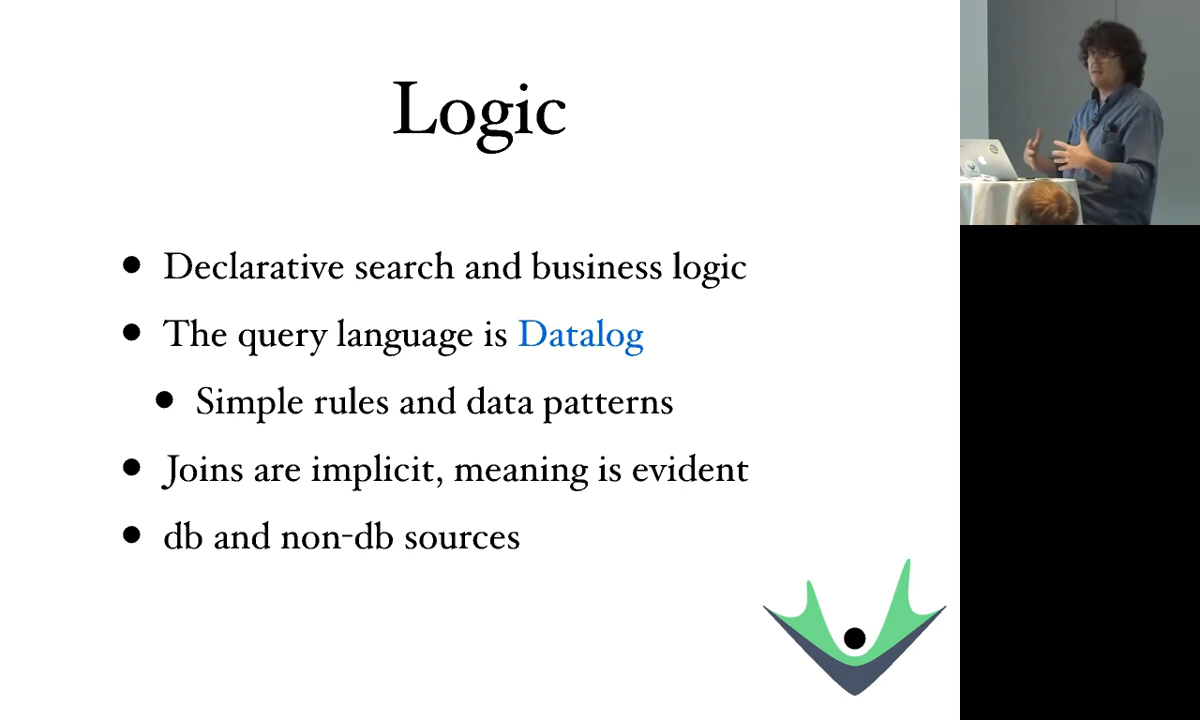 Logic
Declarative search and business logic
The query language is Datalog
Simple rules and data patterns
Joins are implicit, meaning is evident
db and non-db sources